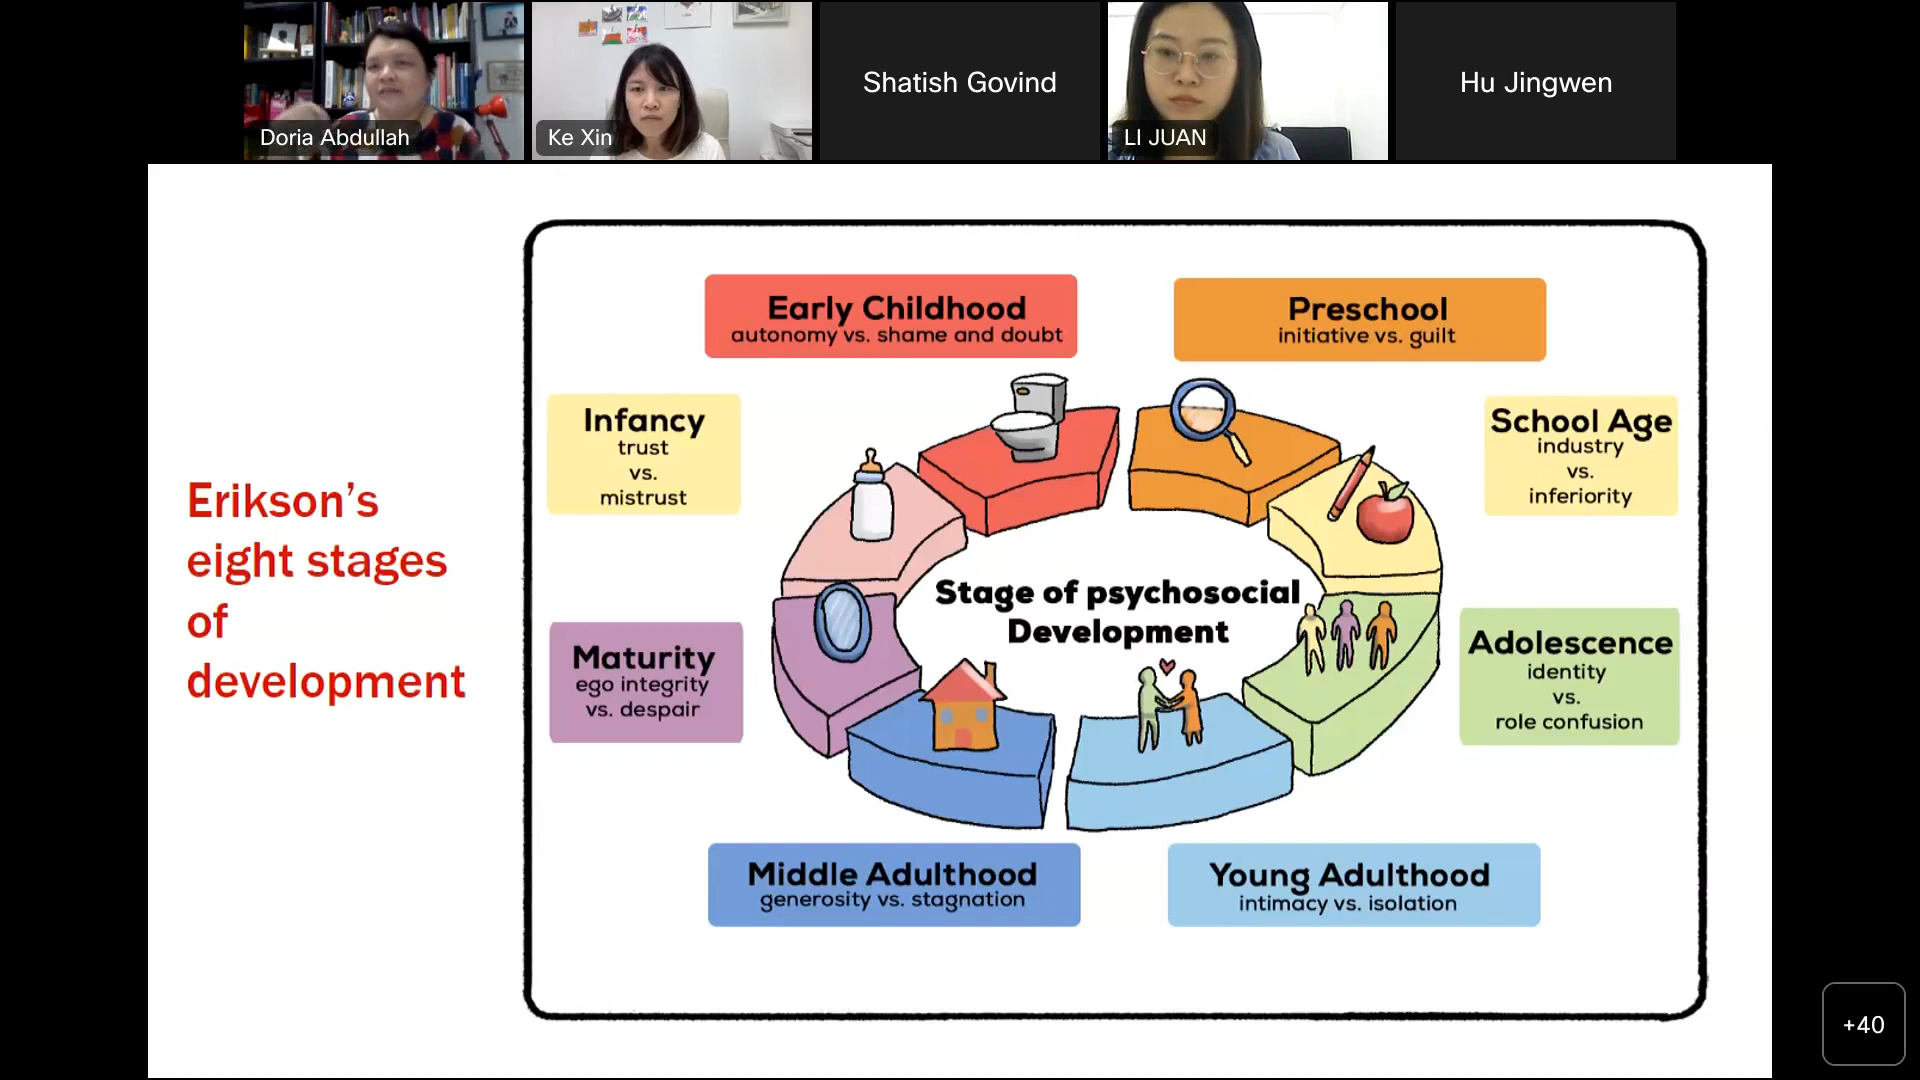 Doria Abdullah
Ke Xin
Shatish Govind
LI JUAN
Hu Jingwen
Erikson’s
eight stages
of
development
Early Childhood
autonomy vs. shame and doubt
Preschool
initiative vs. guilt
Infancy
trust
vs.
mistrust
School Age
industry
vs.
inferiority
Stage of psychosocial
Development
Maturity
ego integrity
vs. despair
Adolescence
identity
vs.
role confusion
Middle Adulthood
generosity vs. stagnation
Young Adulthood
intimacy vs. isolation
+40